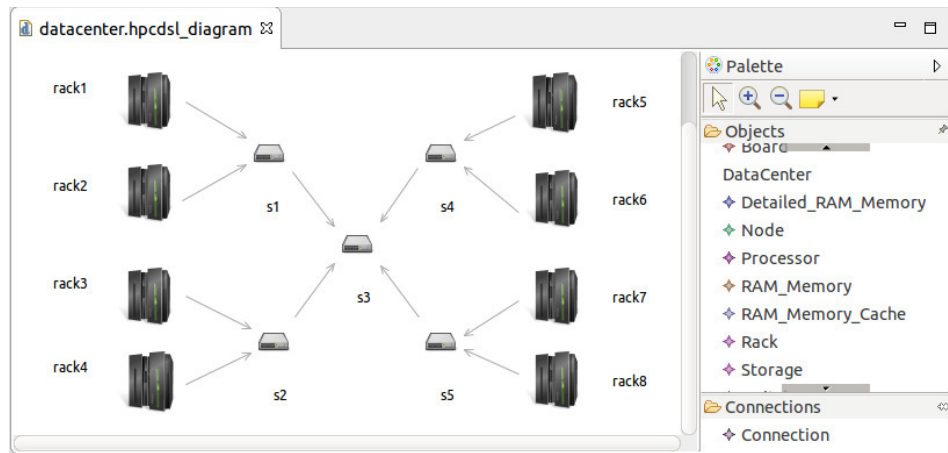 datacenter.hpcdsl_diagram
rack1
rack2
s1
rack3
rack4
s2
s3
rack5
s4
rack6
rack7
s5
rack8
Palette
Objects
Board
DataCenter
Detailed_RAM_Memory
Node
Processor
RAM_Memory
RAM_Memory_Cache
Rack
Storage
Connections
Connection